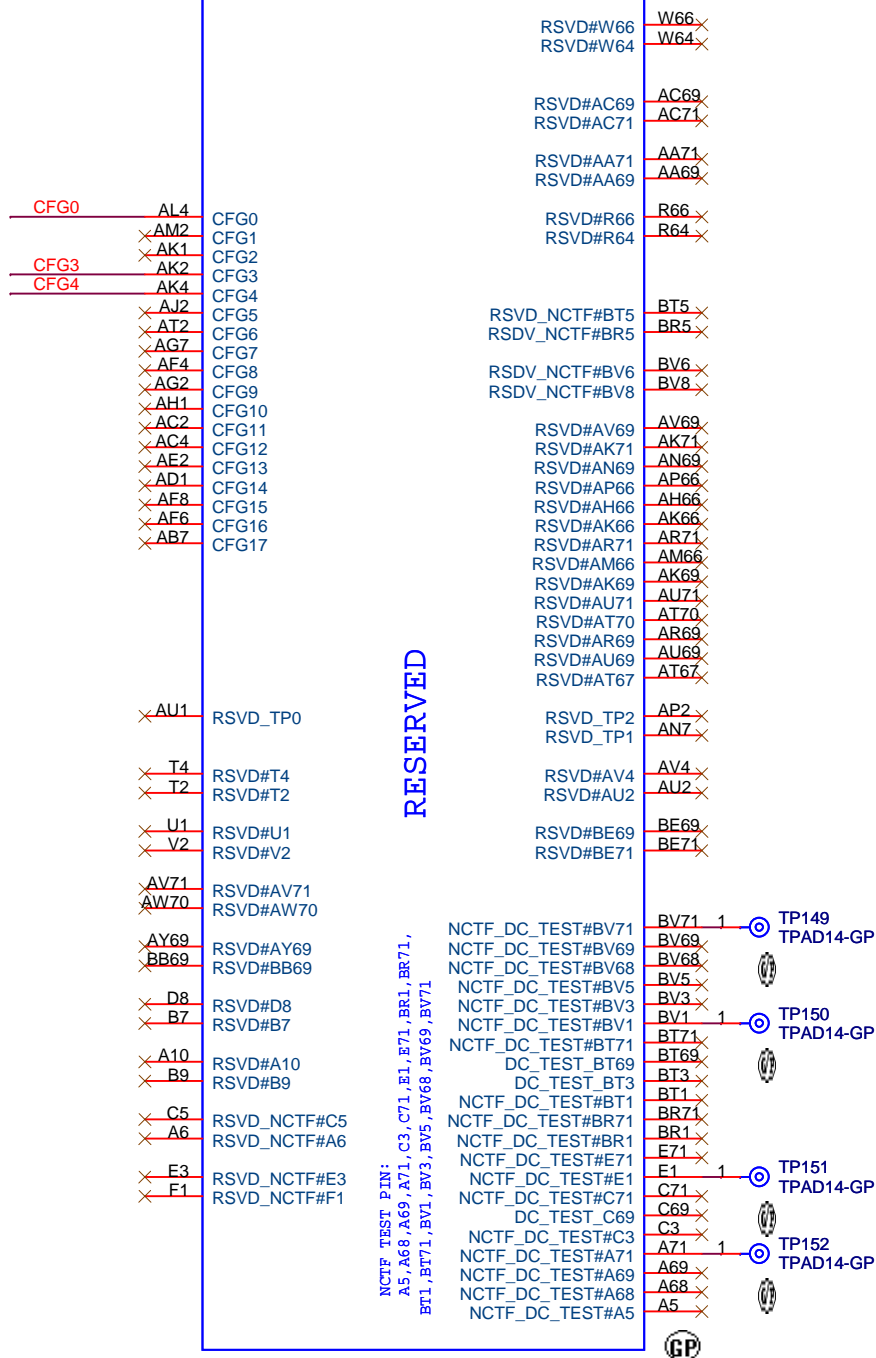 CFG0 AL4 CFG0
AM2 CFG1
AK1 CFG2
CFG3 AK2 CFG3
CFG4 AK4 CFG4
AJ2 CFG5
AT2 CFG6
AG7 CFG7
AF4 CFG8
AG2 CFG9
AH1 CFG10
AC2 CFG11
AC4 CFG12
AE2 CFG13
AD1 CFG14
AF8 CFG15
AF6 CFG16
AB7 CFG17
AU1 RSVD_TP0
T4 RSVD#T4
T2 RSVD#T2
U1 RSVD#U1
V2 RSVD#V2
AV71 RSVD#AV71
AW70 RSVD#AW70
AY69 RSVD#AY69
BB69 RSVD#BB69
D8 RSVD#D8
B7 RSVD#B7
A10 RSVD#A10
B9 RSVD#B9
C5 RSVD_NCTF#C5
A6 RSVD_NCTF#A6
E3 RSVD_NCTF#E3
F1 RSVD_NCTF#F1
RESERVED
NCTF TEST PIN:
A5,A68,A69,A71,C3,C71,E1,E71,BR1,BR71,
BT1,BT71,BV1,BV3,BV5,BV68,BV69,BV71
RSVD#W66 W66
RSVD#W64 W64
RSVD#AC69 AC69
RSVD#AC71 AC71
RSVD#AA71 AA71
RSVD#AA69 AA69
RSVD#R66 R66
RSVD#R64 R64
RSVD_NCTF#BT5 BT5
RSDV_NCTF#BR5 BR5
RSDV_NCTF#BV6 BV6
RSDV_NCTF#BV8 BV8
RSVD#AV69 AV69
RSVD#AK71 AK71
RSVD#AN69 AN69
RSVD#AP66 AP66
RSVD#AH66 AH66
RSVD#AK66 AK66
RSVD#AR71 AR71
RSVD#AM66 AM66
RSVD#AK69 AK69
RSVD#AU71 AU71
RSVD#AT70 AT70
RSVD#AR69 AR69
RSVD#AU69 AU69
RSVD#AT67 AT67
RSVD_TP2 AP2
RSVD_TP1 AN7
RSVD#AV4 AV4
RSVD#AU2 AU2
RSVD#BE69 BE69
RSVD#BE71 BE71
NCTF_DC_TEST#BV71 BV71 1 TP149
TPAD14-GP
NCTF_DC_TEST#BV69 BV69
NCTF_DC_TEST#BV68 BV68
NCTF_DC_TEST#BV5 BV5
NCTF_DC_TEST#BV3 BV3
NCTF_DC_TEST#BV1 BV1 1 TP150
TPAD14-GP
NCTF_DC_TEST#BT71 BT71
DC_TEST_BT69 BT69
DC_TEST_BT3 BT3
NCTF_DC_TEST#BT1 BT1
NCTF_DC_TEST#BR71 BR71
NCTF_DC_TEST#BR1 BR1
NCTF_DC_TEST#E71 E71
NCTF_DC_TEST#E1 E1 1 TP151
TPAD14-GP
NCTF_DC_TEST#C71 C71
DC_TEST_C69 C69
NCTF_DC_TEST#C3 C3
NCTF_DC_TEST#A71 A71 1 TP152
TPAD14-GP
NCTF_DC_TEST#A69 A69
NCTF_DC_TEST#A68 A68
NCTF_DC_TEST#A5 A5
GP